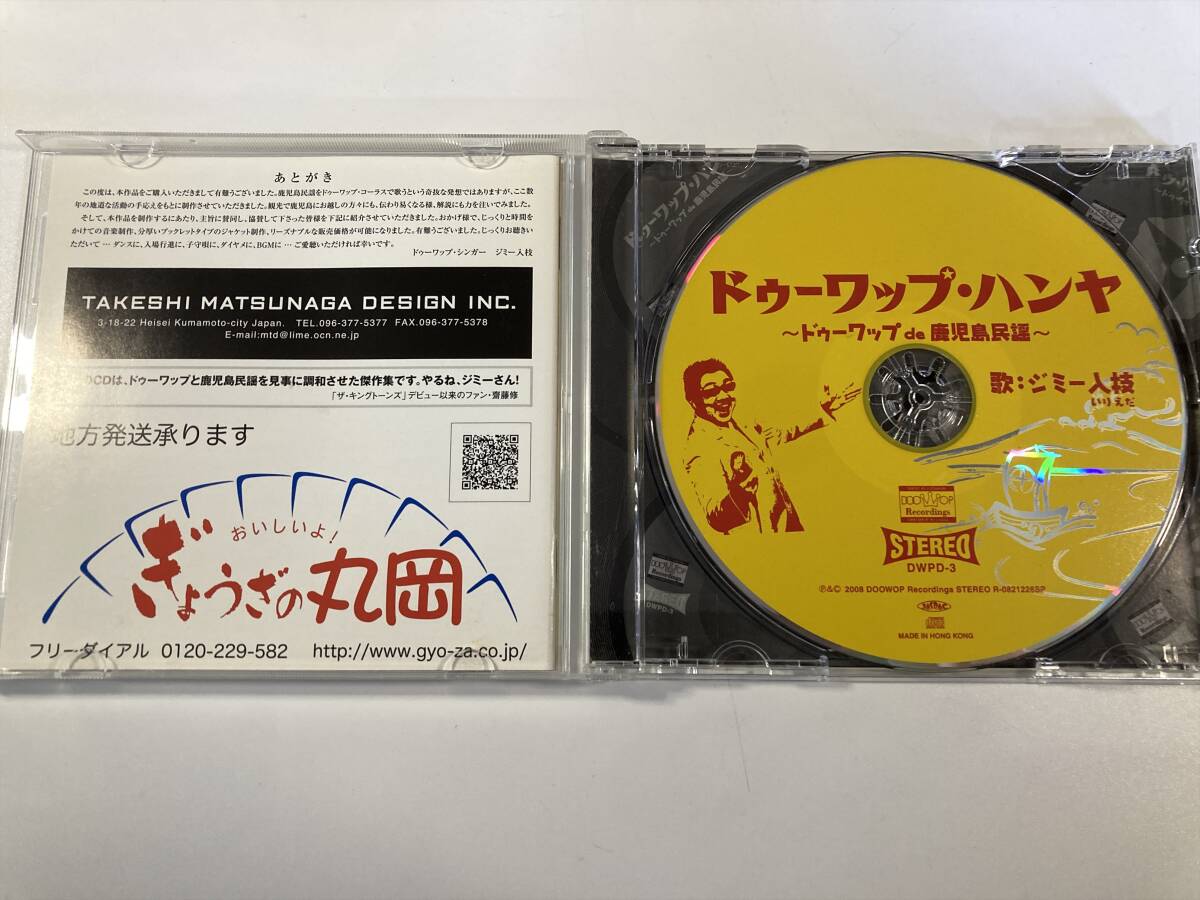 あとがき
この度は、本作品をご購入いただきまして有難うございました。鹿児島民謡をドゥーワップ・コーラスで歌うという奇抜な発想ではありますが、ここ数
年の地道な活動の手応えをもとに制作させていただきました。観光で鹿児島にお越しの方々にも、伝わり易くなる様、解説にも力を注いでみました。
そして、本作品を制作するにあたり、主旨に賛同し、協賛して下さった皆様を下記に紹介させていただきました。おかげ様で、じっくりと時間を
かけての音楽制作、分厚いブックレットタイプのジャケット制作、リーズナブルな販売価格が可能になりました。有難うございました。じっくりお聴き
いただいて … ダンスに、入場行進に、子守唄に、ダイヤメに、BGMに … ご愛聴いただければ幸いです。
ドゥーワップ・シンガー ジミー入枝
TAKESHI MATSUNAGA DESIGN INC.
3-18-22 Heisei Kumamoto-city Japan. TEL.096-377-5377 FAX.096-377-5378
E-mail:mtd@lime.ocn.ne.jp
CDは、ドゥーワップと鹿児島民謡を見事に調和させた傑作集です。やるね、ジミーさん!
「ザ・キングトーンズ」デビュー以来のファン・齋藤修
地方発送承ります
おいしいよ!
ぎょうざの丸岡
フリーダイアル 0120-229-582 http://www.gyo-za.co.jp/
ドゥーワップ・ハンヤ
～ドゥーワップ de 鹿児島民謡～
歌:ジミー入枝
いりえだ
DOOWOP
Recordings
STEREO
DWPD-3
℗&© 2008 DOOWOP Recordings STEREO R-0821226SP
MADE IN HONG KONG
DWPD-3